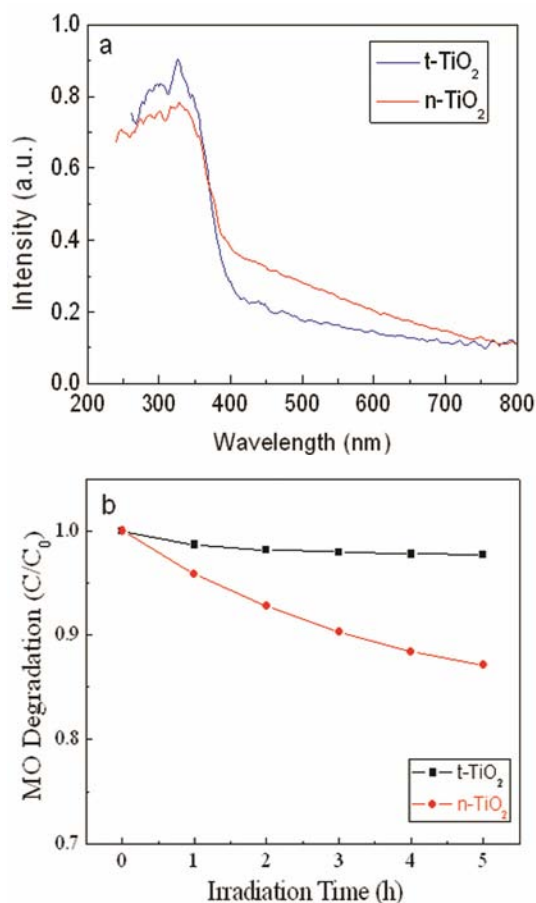 a
t-TiO₂
n-TiO₂
Intensity (a.u.)
1.0
0.8
0.6
0.4
0.2
0.0
200 300 400 500 600 700 800
Wavelength (nm)
b
MO Degradation (C/C₀)
1.0
0.9
0.8
0.7
t-TiO₂
n-TiO₂
0 1 2 3 4 5
Irradiation Time (h)